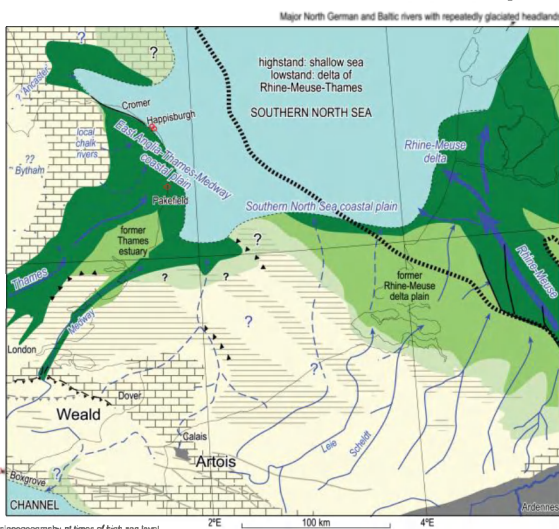 Major North German and Baltic rivers with repeatedly glaciated headlands
?
?
? Ancaster
highstand: shallow sea
lowstand: delta of
Rhine-Meuse-Thames
SOUTHERN NORTH SEA
Cromer
Happisburgh
local
chalk
rivers
East Anglia-Thames-Medway
coastal plain
Rhine-Meuse
delta
??
Bytham
Pakefield
Southern North Sea coastal plain
former
Thames
estuary
?
Thames
?
?
former
Rhine-Meuse
delta plain
Rhine-Meuse
Medway
?
London
?
Weald
Dover
Calais
Leie
Scheldt
Artois
Boxgrove
?
CHANNEL
Ardennes
2°E
100 km
4°E